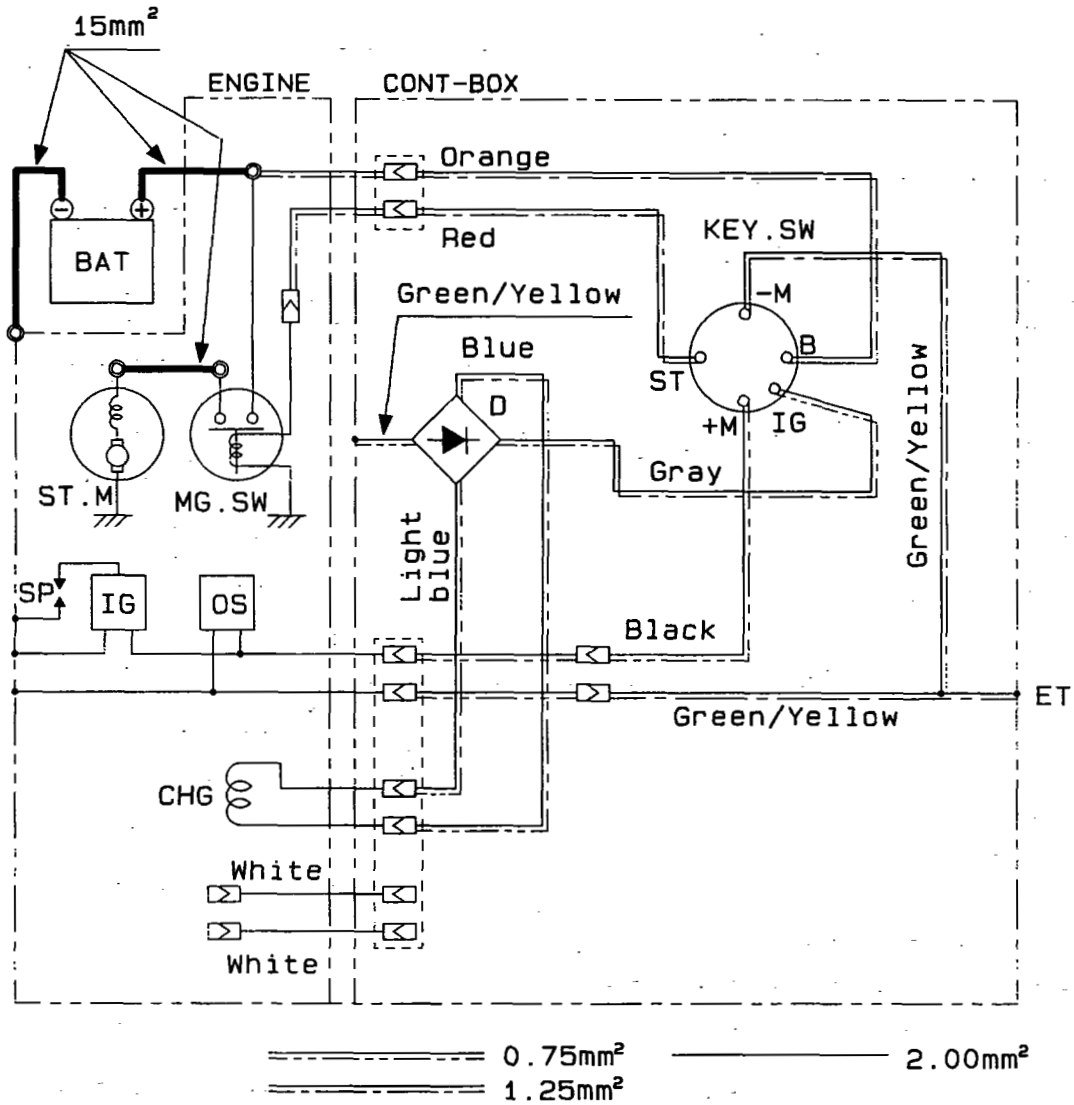 15mm²
ENGINE
CONT-BOX
Orange
Red
KEY.SW
BAT
- +
Green/Yellow
-M
Blue
B
ST
D
+M
IG
Gray
ST.M
MG.SW
Green/Yellow
Light
blue
SP
IG
OS
Black
ET
Green/Yellow
CHG
White
White
0.75mm²
2.00mm²
1.25mm²